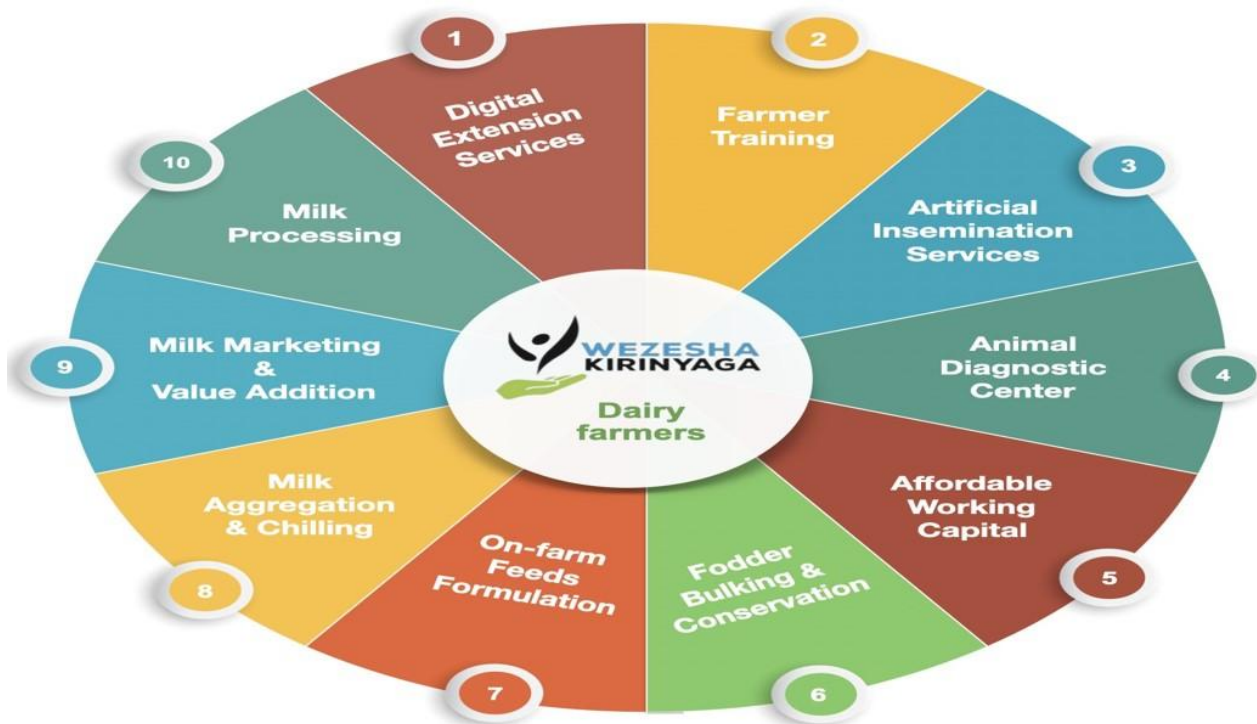 1
Digital
Extension
Services
2
Farmer
Training
3
Artificial
Insemination
Services
4
Animal
Diagnostic
Center
5
Affordable
Working
Capital
6
Fodder
Bulking &
Conservation
7
On-farm
Feeds
Formulation
8
Milk
Aggregation
& Chilling
9
Milk Marketing
&
Value Addition
10
Milk
Processing
WEZESHA
KIRINYAGA
Dairy
farmers